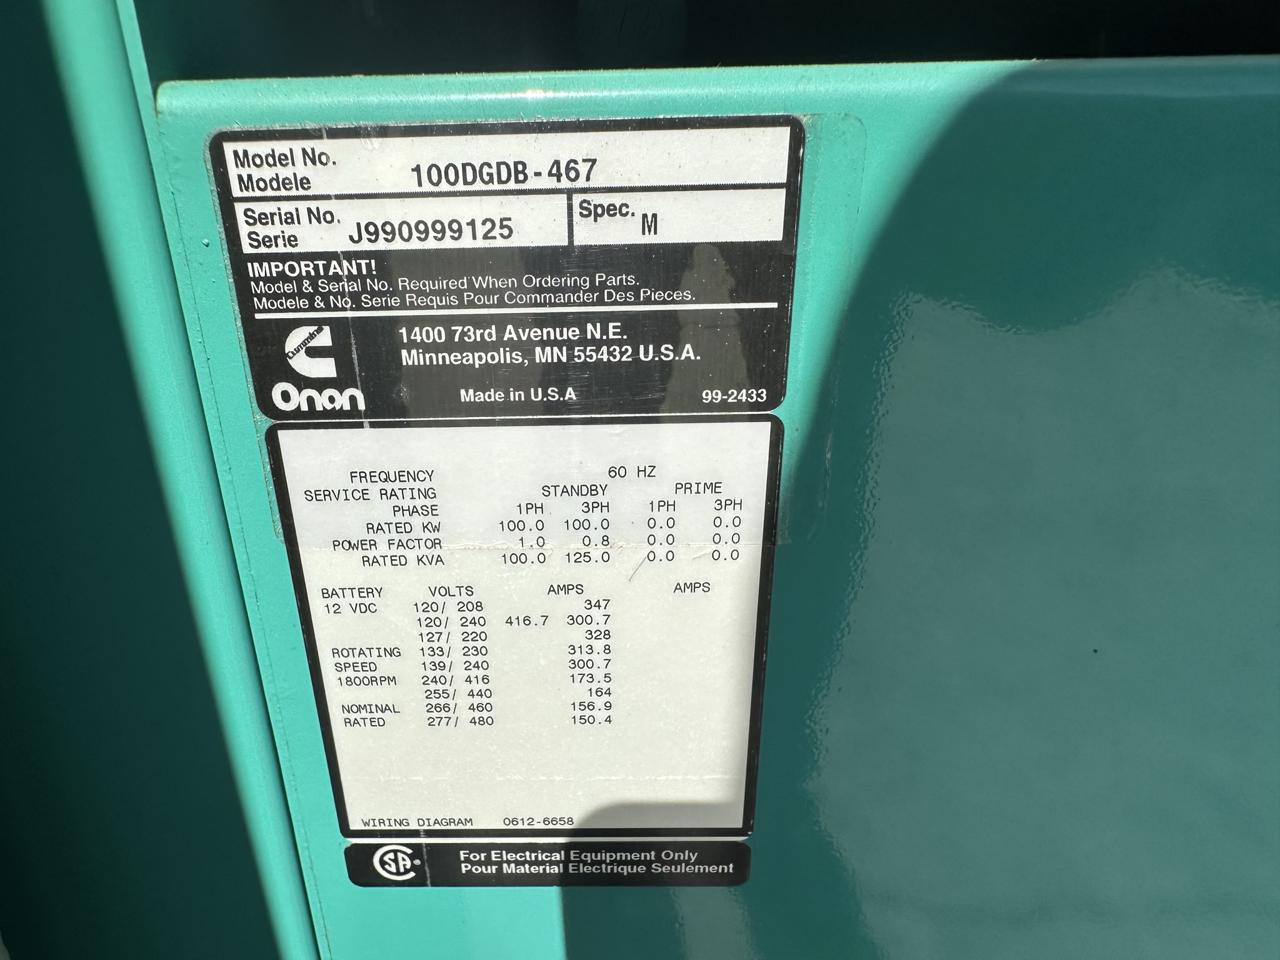 Model No.
Modele 100DGDB-467
Serial No.
Serie J990999125
Spec. M
IMPORTANT!
Model & Serial No. Required When Ordering Parts.
Modele & No. Serie Requis Pour Commander Des Pieces.
Cummins
Onan
1400 73rd Avenue N.E.
Minneapolis, MN 55432 U.S.A.
Made in U.S.A 99-2433
FREQUENCY 60 HZ
SERVICE RATING STANDBY PRIME
PHASE 1PH 3PH 1PH 3PH
RATED KW 100.0 100.0 0.0 0.0
POWER FACTOR 1.0 0.8 0.0 0.0
RATED KVA 100.0 125.0 0.0 0.0
BATTERY VOLTS AMPS AMPS
12 VDC 120/ 208 347
120/ 240 416.7 300.7
127/ 220 328
ROTATING 133/ 230 313.8
SPEED 139/ 240 300.7
1800RPM 240/ 416 173.5
255/ 440 164
NOMINAL 266/ 460 156.9
RATED 277/ 480 150.4
WIRING DIAGRAM 0612-6658
CSA
For Electrical Equipment Only
Pour Material Electrique Seulement